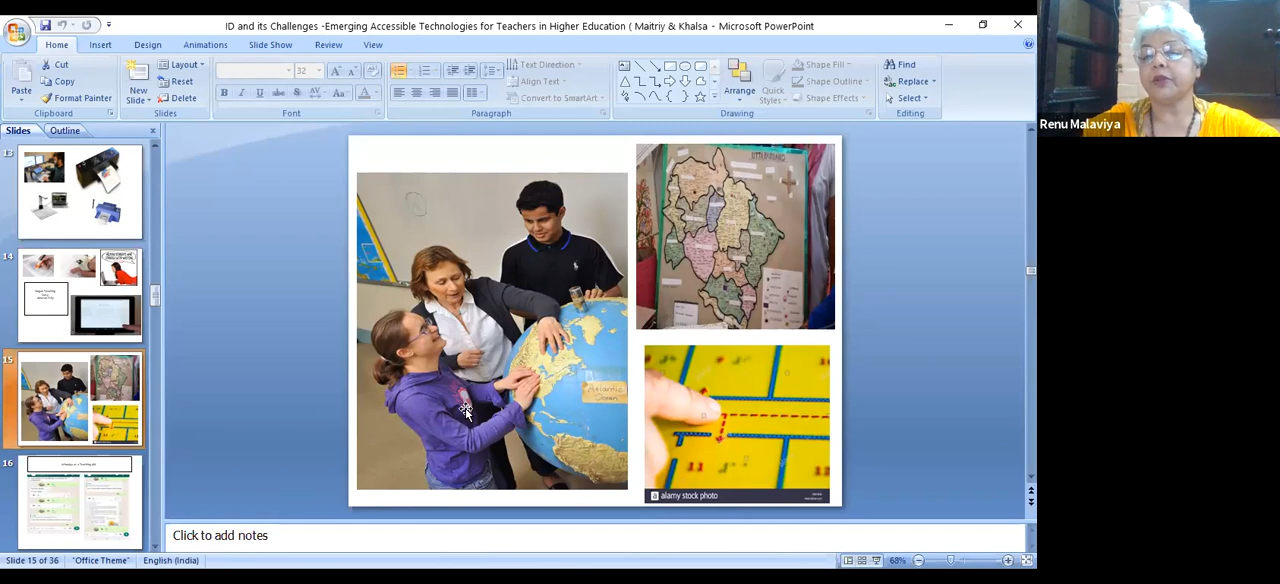 ID and its Challenges -Emerging Accessible Technologies for Teachers in Higher Education ( Maitriy & Khalsa - Microsoft PowerPoint
Home Insert Design Animations Slide Show Review View
Paste
Cut
Copy
Format Painter
Clipboard
New Slide
Layout
Reset
Delete
Slides
32
B I U abc S AV Aa A
Font
Text Direction
Align Text
Convert to SmartArt
Paragraph
Arrange
Quick Styles
Shape Fill
Shape Outline
Shape Effects
Drawing
Find
Replace
Select
Editing
Renu Malaviya
Slides Outline
13
14
15
16
Atlantic
Ocean
11
a alamy stock photo
Click to add notes
Slide 15 of 36 "Office Theme" English (India) 68%